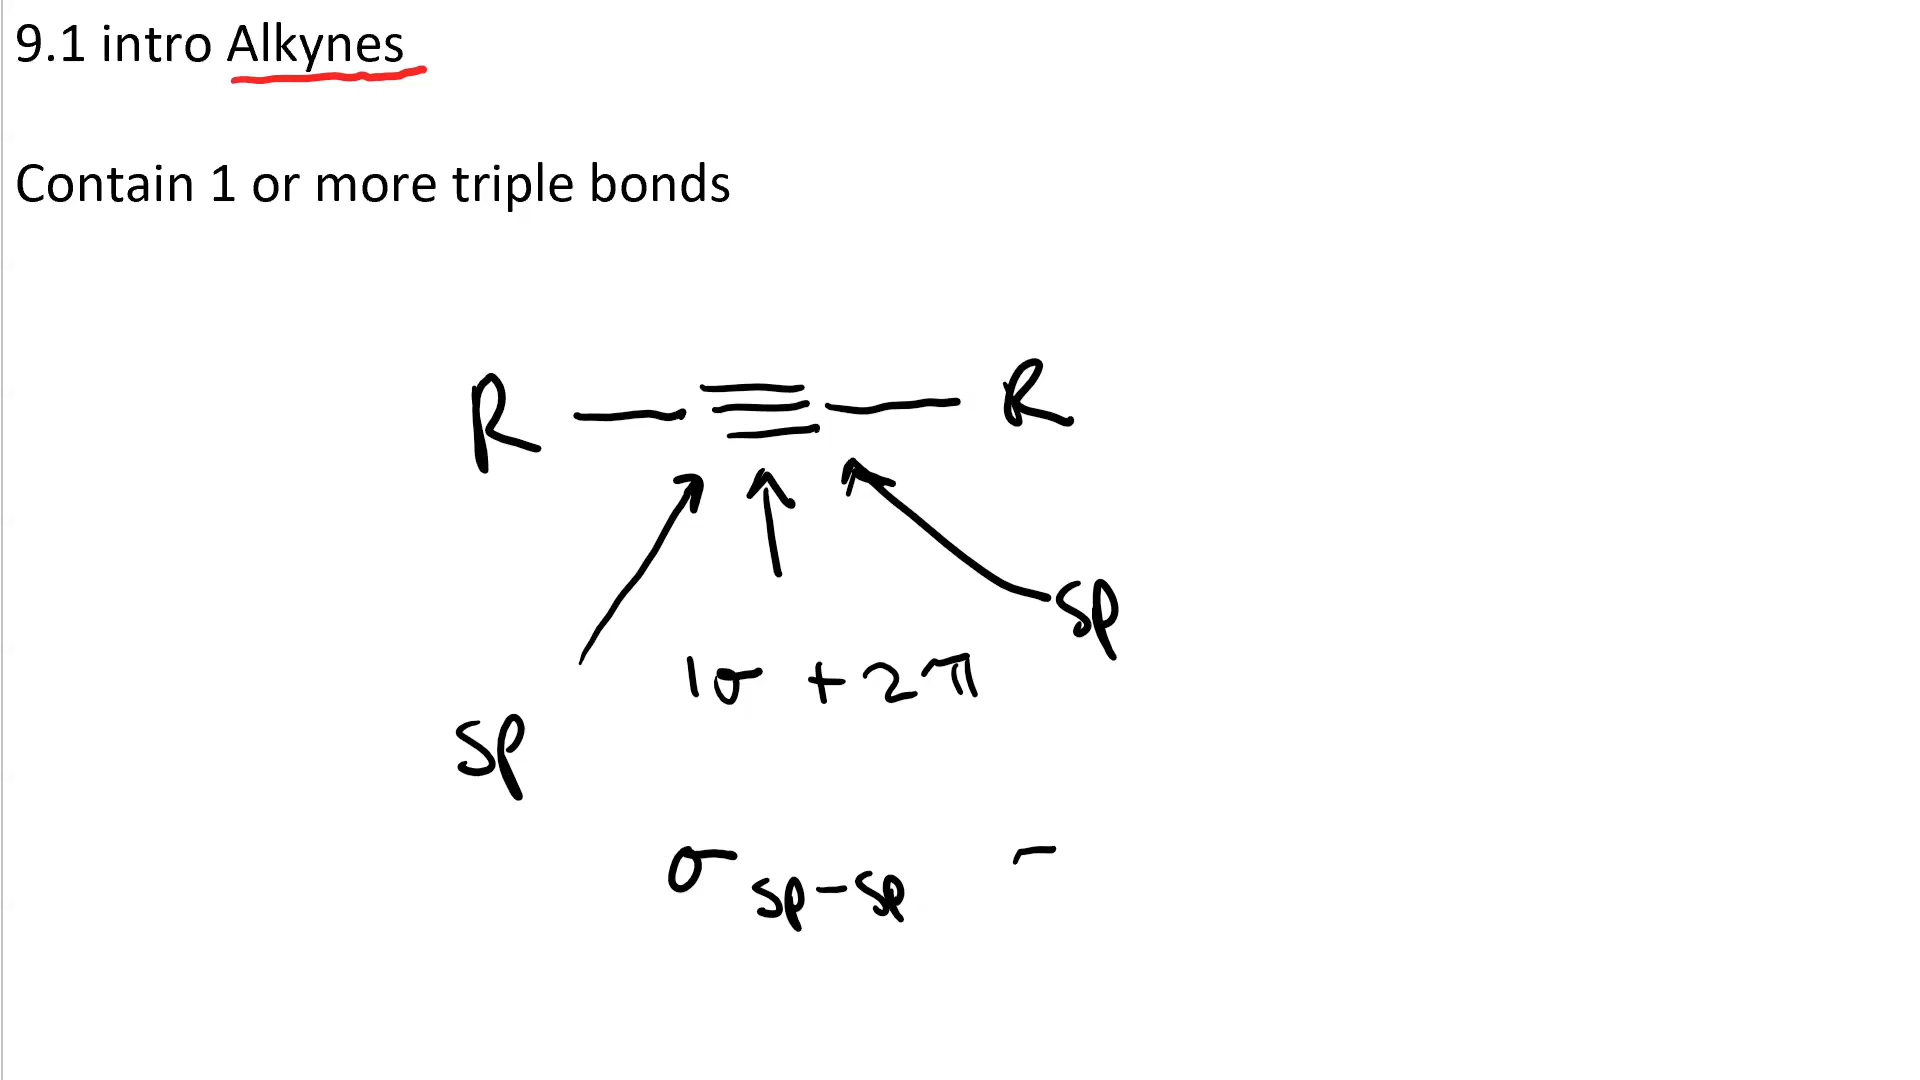 9.1 intro Alkynes
Contain 1 or more triple bonds
R — ≡ — R
sp
1σ + 2π
sp
σ sp-sp